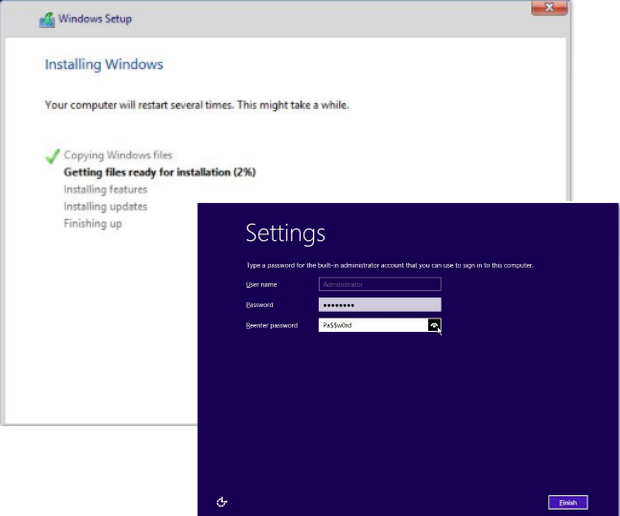 Windows Setup
Installing Windows
Your computer will restart several times. This might take a while.
Copying Windows files
Getting files ready for installation (2%)
Installing features
Installing updates
Finishing up
Settings
Type a password for the built-in administrator account that you can use to sign in to this computer.
User name Administrator
Password ••••••••
Reenter password Pa$$w0rd
Finish